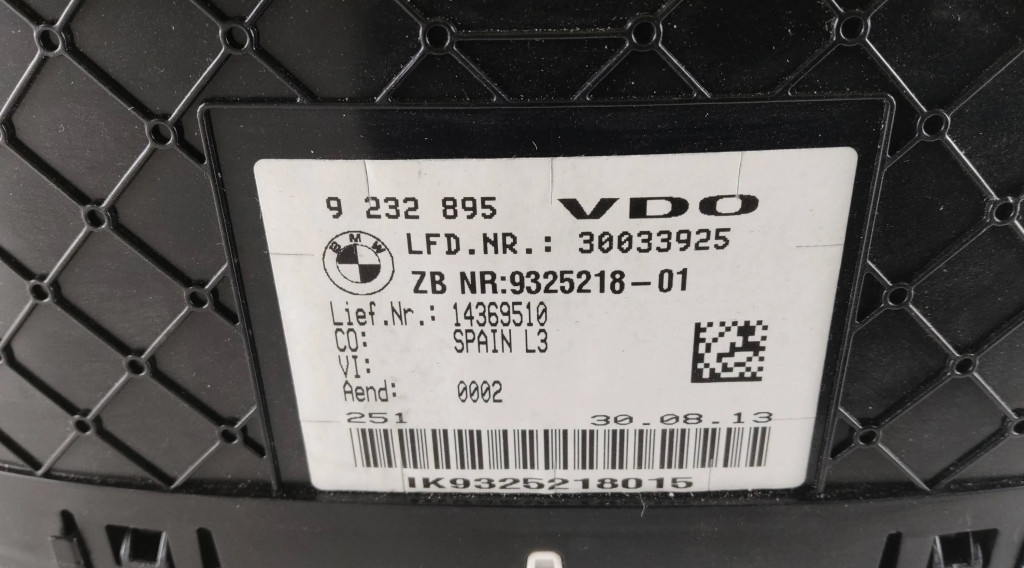 9 232 895 VDO
BMW
LFD.NR.: 30033925
ZB NR:9325218-01
Lief.Nr.: 14369510
CO: SPAIN L3
VI:
Aend: 0002
251 30.08.13
IK9325218015